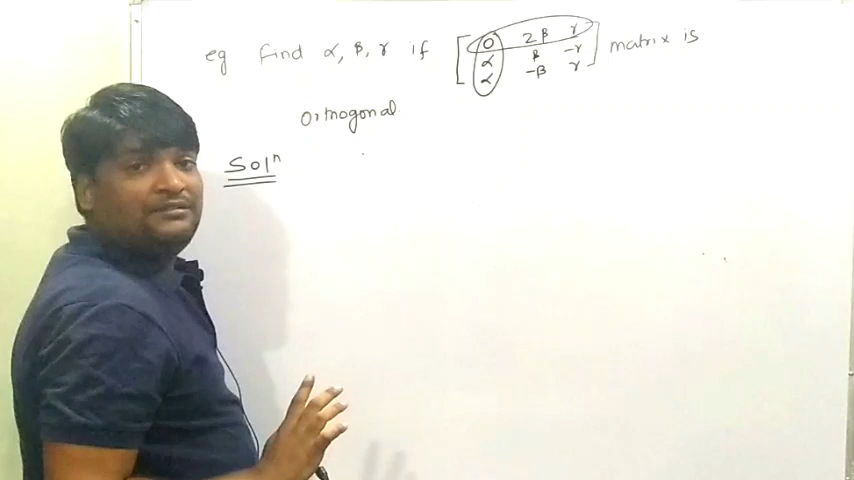 eg Find α, β, γ if [ 0 2β γ matrix is
α β -γ
α -β γ ]
Orthogonal
Solⁿ